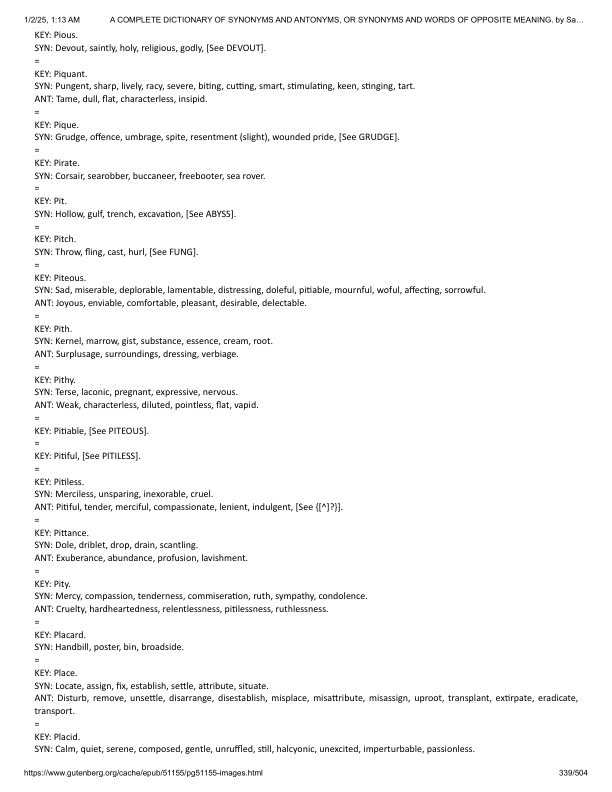 1/2/25, 1:13 AM A COMPLETE DICTIONARY OF SYNONYMS AND ANTONYMS, OR SYNONYMS AND WORDS OF OPPOSITE MEANING. by Sa…
KEY: Pious.
SYN: Devout, saintly, holy, religious, godly, [See DEVOUT].
=
KEY: Piquant.
SYN: Pungent, sharp, lively, racy, severe, biting, cutting, smart, stimulating, keen, stinging, tart.
ANT: Tame, dull, flat, characterless, insipid.
=
KEY: Pique.
SYN: Grudge, offence, umbrage, spite, resentment (slight), wounded pride, [See GRUDGE].
=
KEY: Pirate.
SYN: Corsair, searobber, buccaneer, freebooter, sea rover.
=
KEY: Pit.
SYN: Hollow, gulf, trench, excavation, [See ABYSS].
=
KEY: Pitch.
SYN: Throw, fling, cast, hurl, [See FUNG].
=
KEY: Piteous.
SYN: Sad, miserable, deplorable, lamentable, distressing, doleful, pitiable, mournful, woful, affecting, sorrowful.
ANT: Joyous, enviable, comfortable, pleasant, desirable, delectable.
=
KEY: Pith.
SYN: Kernel, marrow, gist, substance, essence, cream, root.
ANT: Surplusage, surroundings, dressing, verbiage.
=
KEY: Pithy.
SYN: Terse, laconic, pregnant, expressive, nervous.
ANT: Weak, characterless, diluted, pointless, flat, vapid.
=
KEY: Pitiable, [See PITEOUS].
=
KEY: Pitiful, [See PITILESS].
=
KEY: Pitiless.
SYN: Merciless, unsparing, inexorable, cruel.
ANT: Pitiful, tender, merciful, compassionate, lenient, indulgent, [See {[^]?}].
=
KEY: Pittance.
SYN: Dole, driblet, drop, drain, scantling.
ANT: Exuberance, abundance, profusion, lavishment.
=
KEY: Pity.
SYN: Mercy, compassion, tenderness, commiseration, ruth, sympathy, condolence.
ANT: Cruelty, hardheartedness, relentlessness, pitilessness, ruthlessness.
=
KEY: Placard.
SYN: Handbill, poster, bin, broadside.
=
KEY: Place.
SYN: Locate, assign, fix, establish, settle, attribute, situate.
ANT: Disturb, remove, unsettle, disarrange, disestablish, misplace, misattribute, misassign, uproot, transplant, extirpate, eradicate,
transport.
=
KEY: Placid.
SYN: Calm, quiet, serene, composed, gentle, unruffled, still, halcyonic, unexcited, imperturbable, passionless.
https://www.gutenberg.org/cache/epub/51155/pg51155-images.html 339/504